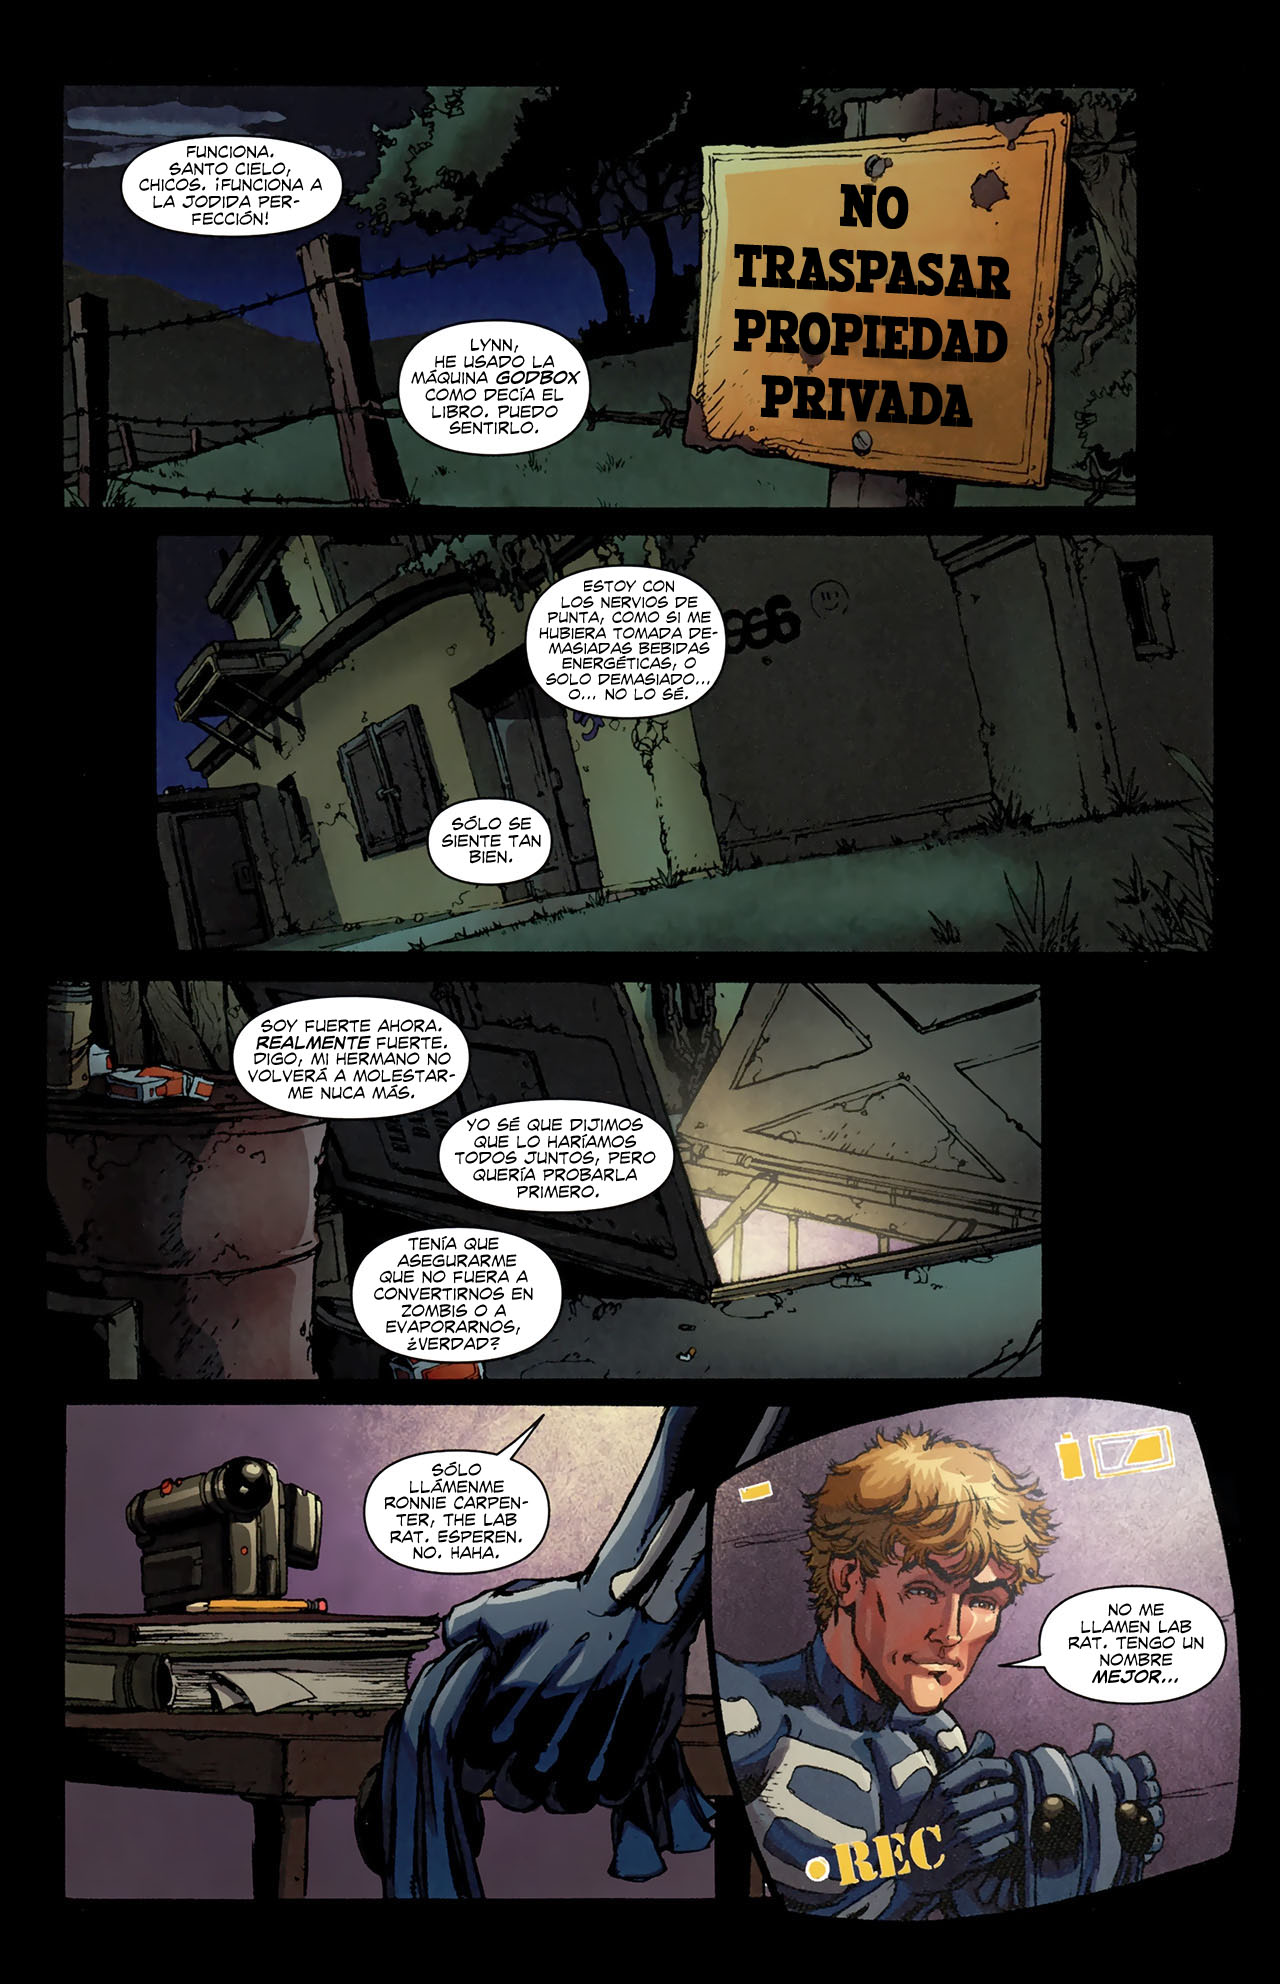 FUNCIONA.
SANTO CIELO,
CHICOS. ¡FUNCIONA A
LA JODIDA PER-
FECCIÓN!
NO
TRASPASAR
PROPIEDAD
PRIVADA
LYNN,
HE USADO LA
MÁQUINA GODBOX
COMO DECÍA EL
LIBRO. PUEDO
SENTIRLO.
ESTOY CON
LOS NERVIOS DE
PUNTA, COMO SI ME
HUBIERA TOMADA DE-
MASIADAS BEBIDAS
ENERGÉTICAS, O
SOLO DEMASIADO...
O... NO LO SÉ.
SÓLO SE
SIENTE TAN
BIEN.
SOY FUERTE AHORA.
REALMENTE FUERTE.
DIGO, MI HERMANO NO
VOLVERÁ A MOLESTAR-
ME NUCA MÁS.
YO SÉ QUE DIJIMOS
QUE LO HARÍAMOS
TODOS JUNTOS, PERO
QUERÍA PROBARLA
PRIMERO.
TENÍA QUE
ASEGURARME
QUE NO FUERA A
CONVERTIRNOS EN
ZOMBIS O A
EVAPORARNOS,
¿VERDAD?
SÓLO
LLÁMENME
RONNIE CARPEN-
TER, THE LAB
RAT. ESPEREN.
NO. HAHA.
NO ME
LLAMEN LAB
RAT. TENGO UN
NOMBRE
MEJOR...
REC